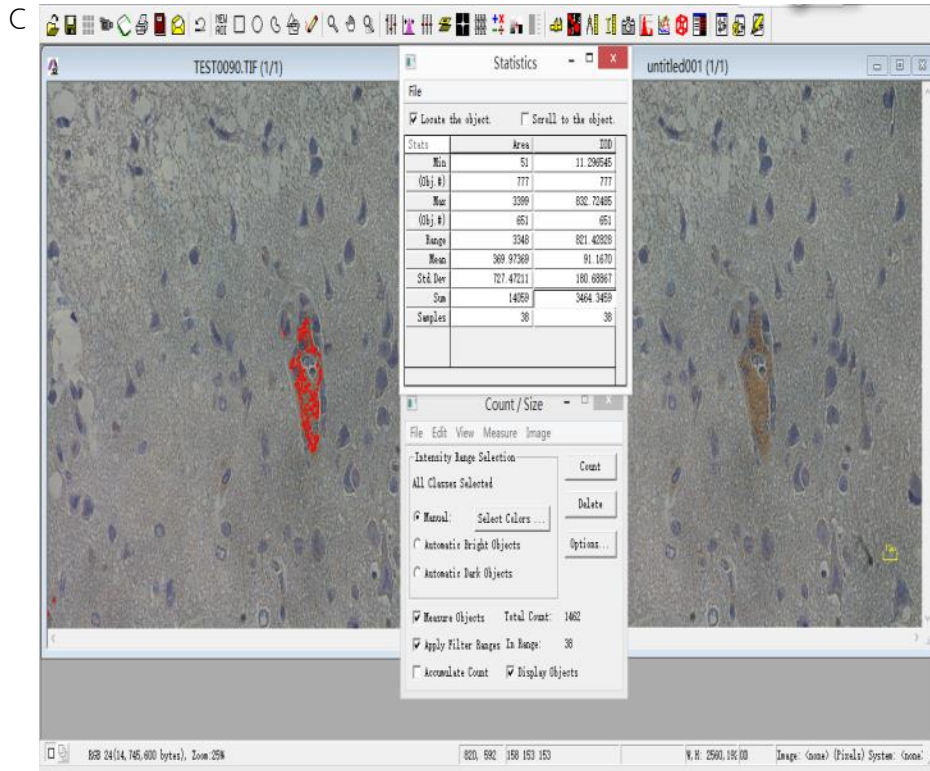 C
TEST0090.TIF (1/1)
Statistics
untitled001 (1/1)
File
Locate the object. Scroll to the object.
Stats Area IOD
Min 51 11.296545
(Obj.#) 777 777
Max 3399 832.72485
(Obj.#) 651 651
Range 3348 821.42828
Mean 369.97369 91.1670
Std.Dev 727.47211 180.68867
Sum 14059 3464.3459
Samples 38 38
Count / Size
File Edit View Measure Image
Intensity Range Selection
All Classes Selected
Manual: Select Colors ...
Automatic Bright Objects
Automatic Dark Objects
Count
Delete
Options...
Measure Objects Total Count: 1462
Apply Filter Ranges In Range: 38
Accumulate Count Display Objects
RGB 24(14,745,600 bytes), Zoom:25% 820, 592 158 153 153 Image: (none) (Pixels) System: (none)